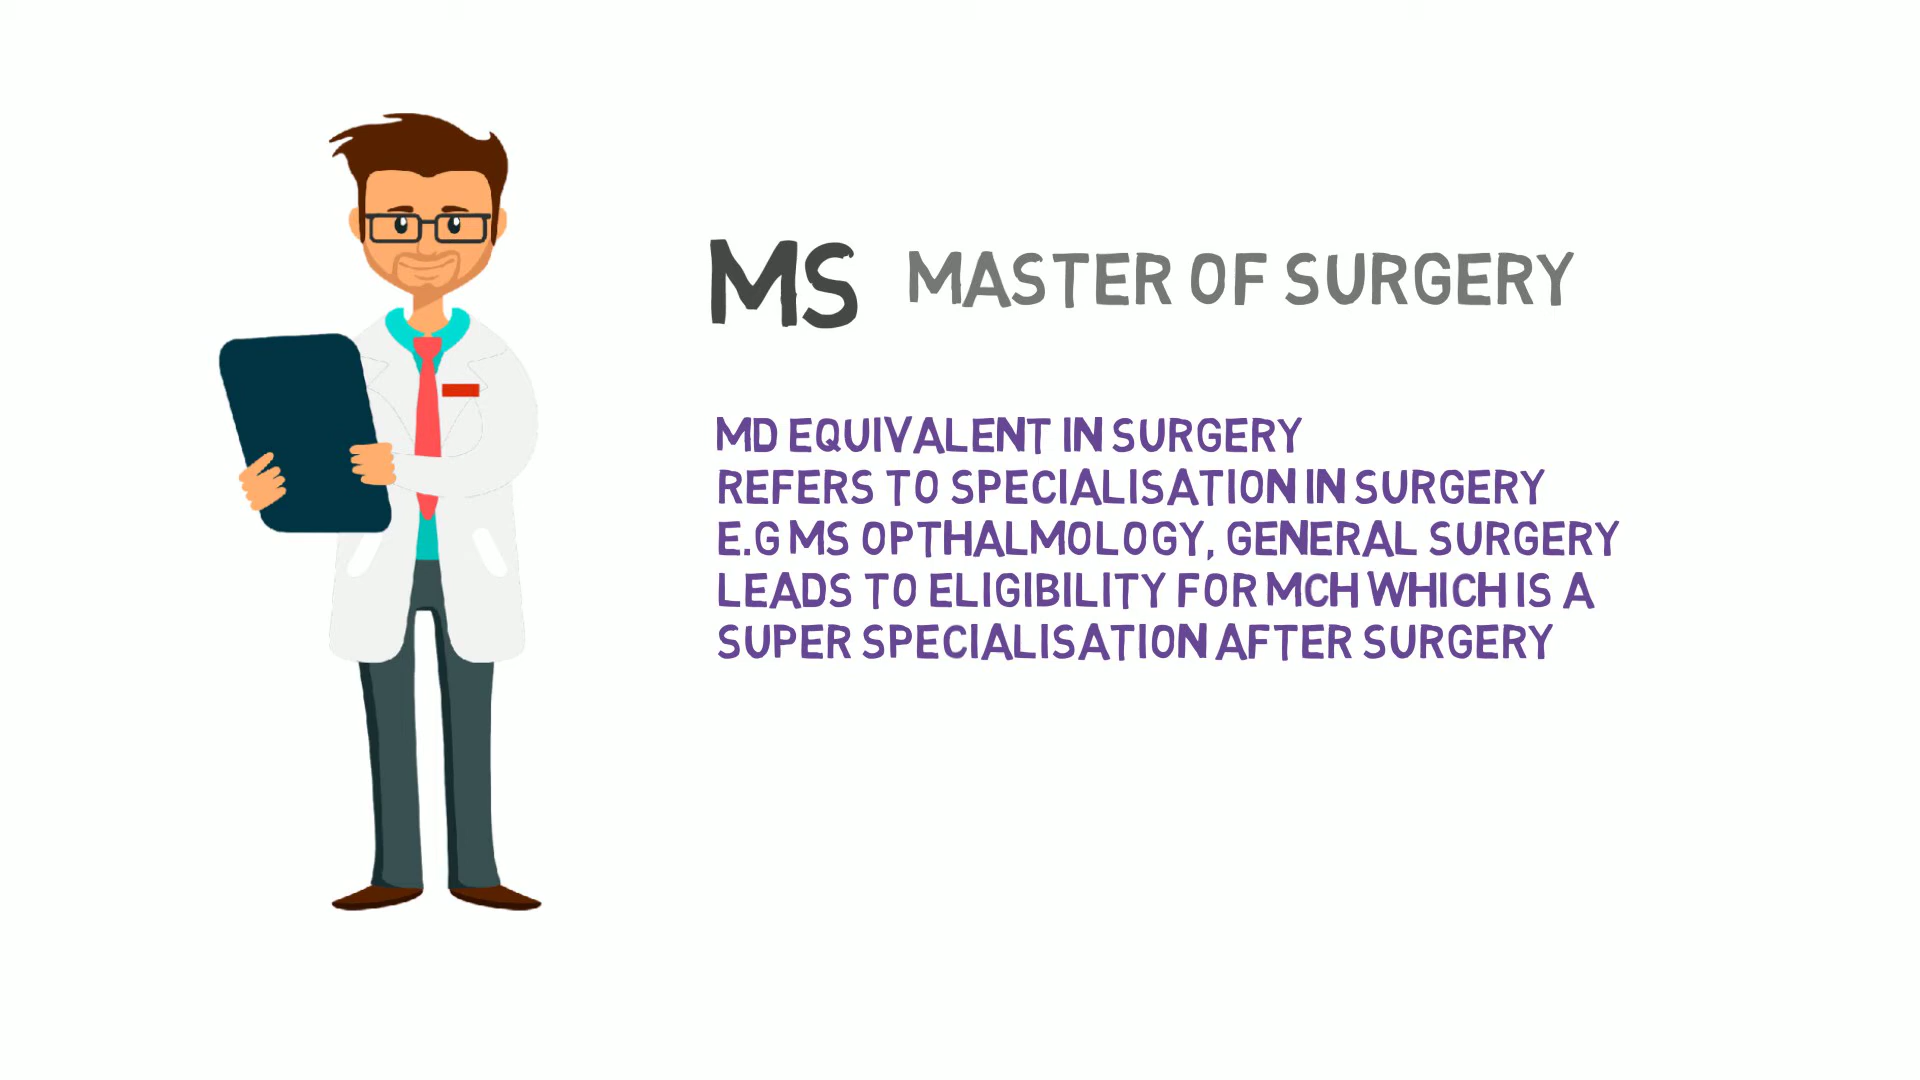 MS MASTER OF SURGERY
MD EQUIVALENT IN SURGERY
REFERS TO SPECIALISATION IN SURGERY
E.G MS OPTHALMOLOGY, GENERAL SURGERY
LEADS TO ELIGIBILITY FOR MCH WHICH IS A
SUPER SPECIALISATION AFTER SURGERY